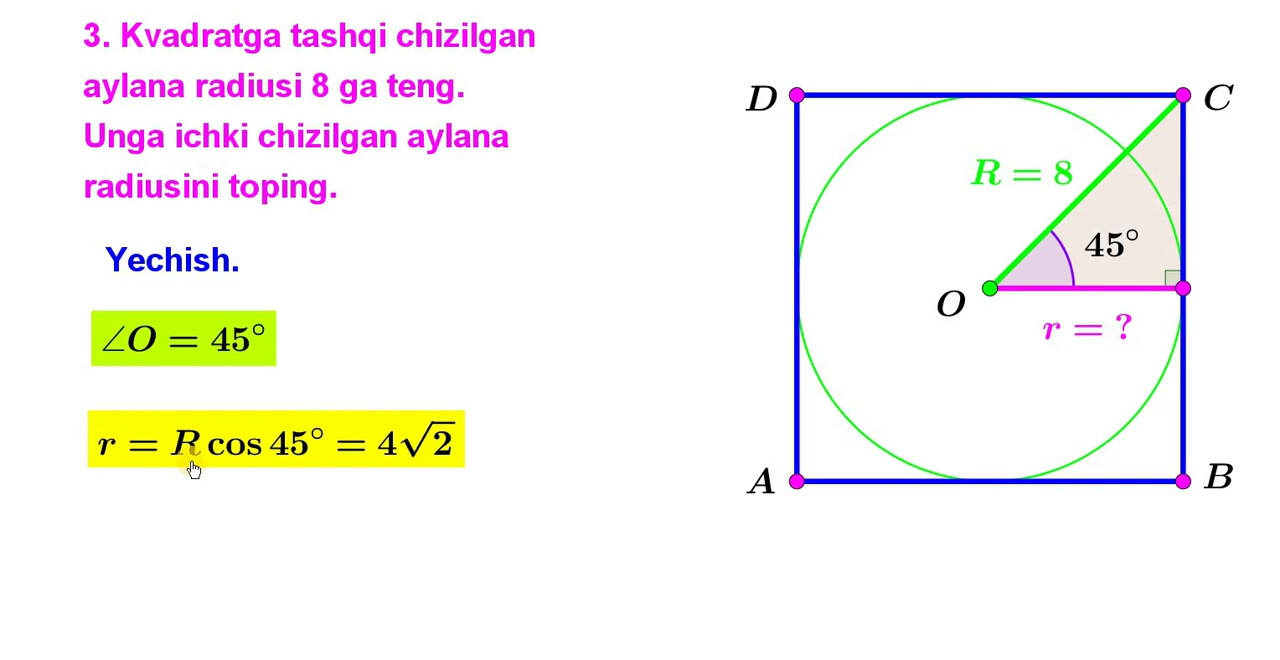 3. Kvadratga tashqi chizilgan
aylana radiusi 8 ga teng.
Unga ichki chizilgan aylana
radiusini toping.
Yechish.
∠O = 45°
r = R cos 45° = 4√2
D
C
R = 8
45°
O
r = ?
A
B